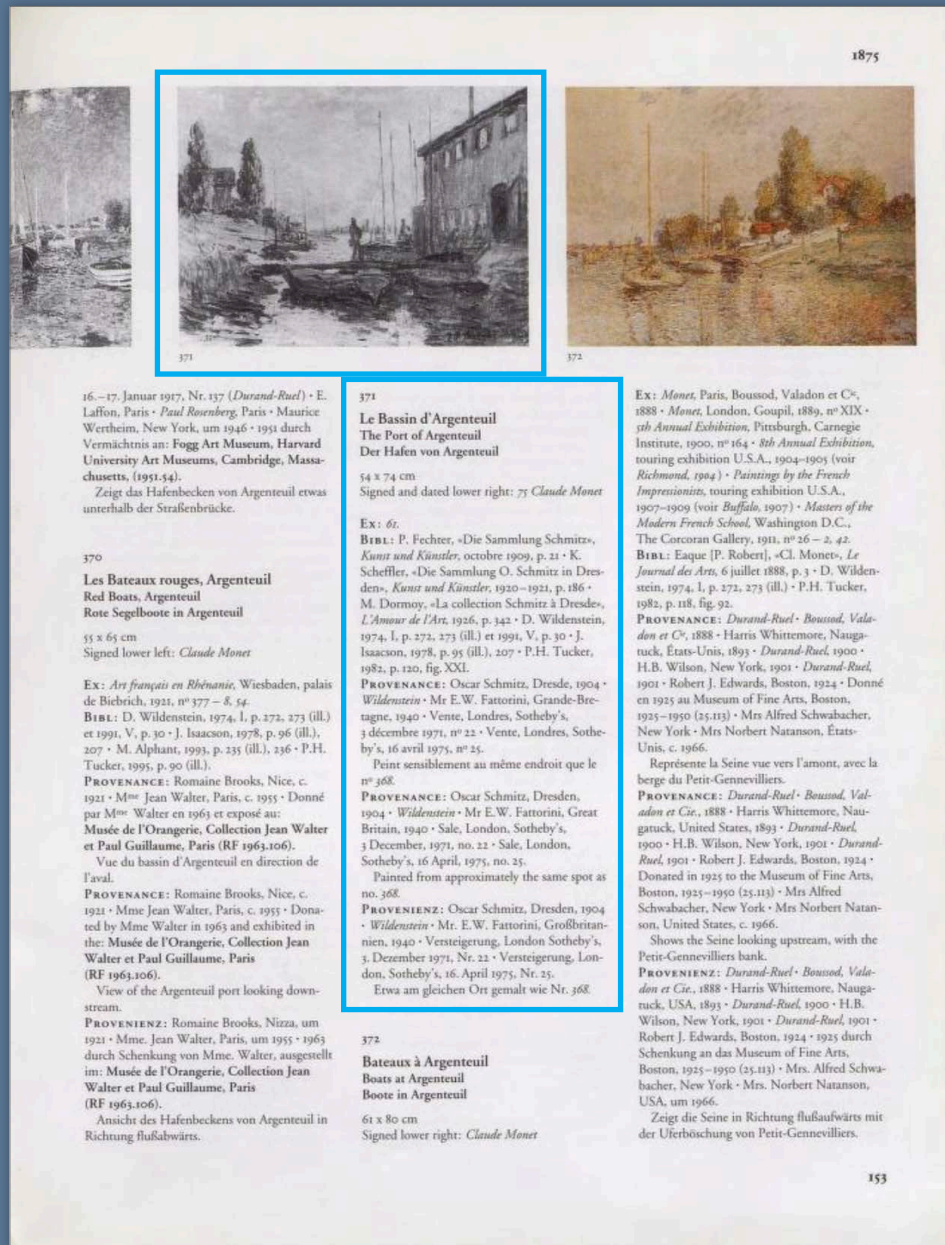 1875
371
372
16.–17. Januar 1917, Nr. 137 (Durand-Ruel) • E.
Laffon, Paris • Paul Rosenberg, Paris • Maurice
Wertheim, New York, um 1946 • 1951 durch
Vermächtnis an: Fogg Art Museum, Harvard
University Art Museums, Cambridge, Massa-
chusetts, (1951.54).
Zeigt das Hafenbecken von Argenteuil etwas
unterhalb der Straßenbrücke.
370
Les Bateaux rouges, Argenteuil
Red Boats, Argenteuil
Rote Segelboote in Argenteuil
55 x 65 cm
Signed lower left: Claude Monet
Ex: Art français en Rhénanie, Wiesbaden, palais
de Biebrich, 1921, nº 377 – 8, 54.
Bibl: D. Wildenstein, 1974, I, p. 272, 273 (ill.)
et 1991, V, p. 30 • J. Isaacson, 1978, p. 96 (ill.),
207 • M. Alphant, 1993, p. 235 (ill.), 236 • P.H.
Tucker, 1995, p. 90 (ill.).
Provenance: Romaine Brooks, Nice, c.
1921 • Mme Jean Walter, Paris, c. 1955 • Donné
par Mme Walter en 1963 et exposé au:
Musée de l'Orangerie, Collection Jean Walter
et Paul Guillaume, Paris (RF 1963.106).
Vue du bassin d'Argenteuil en direction de
l'aval.
Provenance: Romaine Brooks, Nice, c.
1921 • Mme Jean Walter, Paris, c. 1955 • Dona-
ted by Mme Walter in 1963 and exhibited in
the: Musée de l'Orangerie, Collection Jean
Walter et Paul Guillaume, Paris
(RF 1963.106).
View of the Argenteuil port looking down-
stream.
Provenienz: Romaine Brooks, Nizza, um
1921 • Mme. Jean Walter, Paris, um 1955 • 1963
durch Schenkung von Mme. Walter, ausgestellt
im: Musée de l'Orangerie, Collection Jean
Walter et Paul Guillaume, Paris
(RF 1963.106).
Ansicht des Hafenbeckens von Argenteuil in
Richtung flußabwärts.
371
Le Bassin d'Argenteuil
The Port of Argenteuil
Der Hafen von Argenteuil
54 x 74 cm
Signed and dated lower right: 75 Claude Monet
Ex: 61.
Bibl: P. Fechter, «Die Sammlung Schmitz»,
Kunst und Künstler, octobre 1909, p. 21 • K.
Scheffler, «Die Sammlung O. Schmitz in Dres-
den», Kunst und Künstler, 1920–1921, p. 186 •
M. Dormoy, «La collection Schmitz à Dresde»,
L'Amour de l'Art, 1926, p. 342 • D. Wildenstein,
1974, I, p. 272, 273 (ill.) et 1991, V, p. 30 • J.
Isaacson, 1978, p. 95 (ill.), 207 • P.H. Tucker,
1982, p. 120, fig. XXI.
Provenance: Oscar Schmitz, Dresde, 1904 •
Wildenstein • Mr E.W. Fattorini, Grande-Bre-
tagne, 1940 • Vente, Londres, Sotheby's,
3 décembre 1971, nº 22 • Vente, Londres, Sothe-
by's, 16 avril 1975, nº 25.
Peint sensiblement au même endroit que le
nº 368.
Provenance: Oscar Schmitz, Dresden,
1904 • Wildenstein • Mr E.W. Fattorini, Great
Britain, 1940 • Sale, London, Sotheby's,
3 December, 1971, no. 22 • Sale, London,
Sotheby's, 16 April, 1975, no. 25.
Painted from approximately the same spot as
no. 368.
Provenienz: Oscar Schmitz, Dresden, 1904
• Wildenstein • Mr. E.W. Fattorini, Großbritan-
nien, 1940 • Versteigerung, London Sotheby's,
3. Dezember 1971, Nr. 22 • Versteigerung, Lon-
don, Sotheby's, 16. April 1975, Nr. 25.
Etwa am gleichen Ort gemalt wie Nr. 368.
372
Bateaux à Argenteuil
Boats at Argenteuil
Boote in Argenteuil
61 x 80 cm
Signed lower right: Claude Monet
Ex: Monet, Paris, Boussod, Valadon et Cie,
1888 • Monet, London, Goupil, 1889, nº XIX •
5th Annual Exhibition, Pittsburgh, Carnegie
Institute, 1900, nº 164 • 8th Annual Exhibition,
touring exhibition U.S.A., 1904–1905 (voir
Richmond, 1904) • Paintings by the French
Impressionists, touring exhibition U.S.A.,
1907–1909 (voir Buffalo, 1907) • Masters of the
Modern French School, Washington D.C.,
The Corcoran Gallery, 1911, nº 26 – 2, 42.
Bibl: Eaque [P. Robert], «Cl. Monet», Le
Journal des Arts, 6 juillet 1888, p. 3 • D. Wilden-
stein, 1974, I, p. 272, 273 (ill.) • P.H. Tucker,
1982, p. 118, fig. 92.
Provenance: Durand-Ruel • Boussod, Vala-
don et Cie, 1888 • Harris Whittemore, Nauga-
tuck, États-Unis, 1893 • Durand-Ruel, 1900 •
H.B. Wilson, New York, 1901 • Durand-Ruel,
1901 • Robert J. Edwards, Boston, 1924 • Donné
en 1925 au Museum of Fine Arts, Boston,
1925–1950 (25.113) • Mrs Alfred Schwabacher,
New York • Mrs Norbert Natanson, États-
Unis, c. 1966.
Représente la Seine vue vers l'amont, avec la
berge du Petit-Gennevilliers.
Provenance: Durand-Ruel • Boussod, Val-
adon et Cie., 1888 • Harris Whittemore, Nau-
gatuck, United States, 1893 • Durand-Ruel,
1900 • H.B. Wilson, New York, 1901 • Durand-
Ruel, 1901 • Robert J. Edwards, Boston, 1924 •
Donated in 1925 to the Museum of Fine Arts,
Boston, 1925–1950 (25.113) • Mrs Alfred
Schwabacher, New York • Mrs Norbert Natan-
son, United States, c. 1966.
Shows the Seine looking upstream, with the
Petit-Gennevilliers bank.
Provenienz: Durand-Ruel • Boussod, Vala-
don et Cie., 1888 • Harris Whittemore, Nauga-
tuck, USA, 1893 • Durand-Ruel, 1900 • H.B.
Wilson, New York, 1901 • Durand-Ruel, 1901 •
Robert J. Edwards, Boston, 1924 • 1925 durch
Schenkung an das Museum of Fine Arts,
Boston, 1925–1950 (25.113) • Mrs. Alfred Schwa-
bacher, New York • Mrs. Norbert Natanson,
USA, um 1966.
Zeigt die Seine in Richtung flußaufwärts mit
der Uferböschung von Petit-Gennevilliers.
153